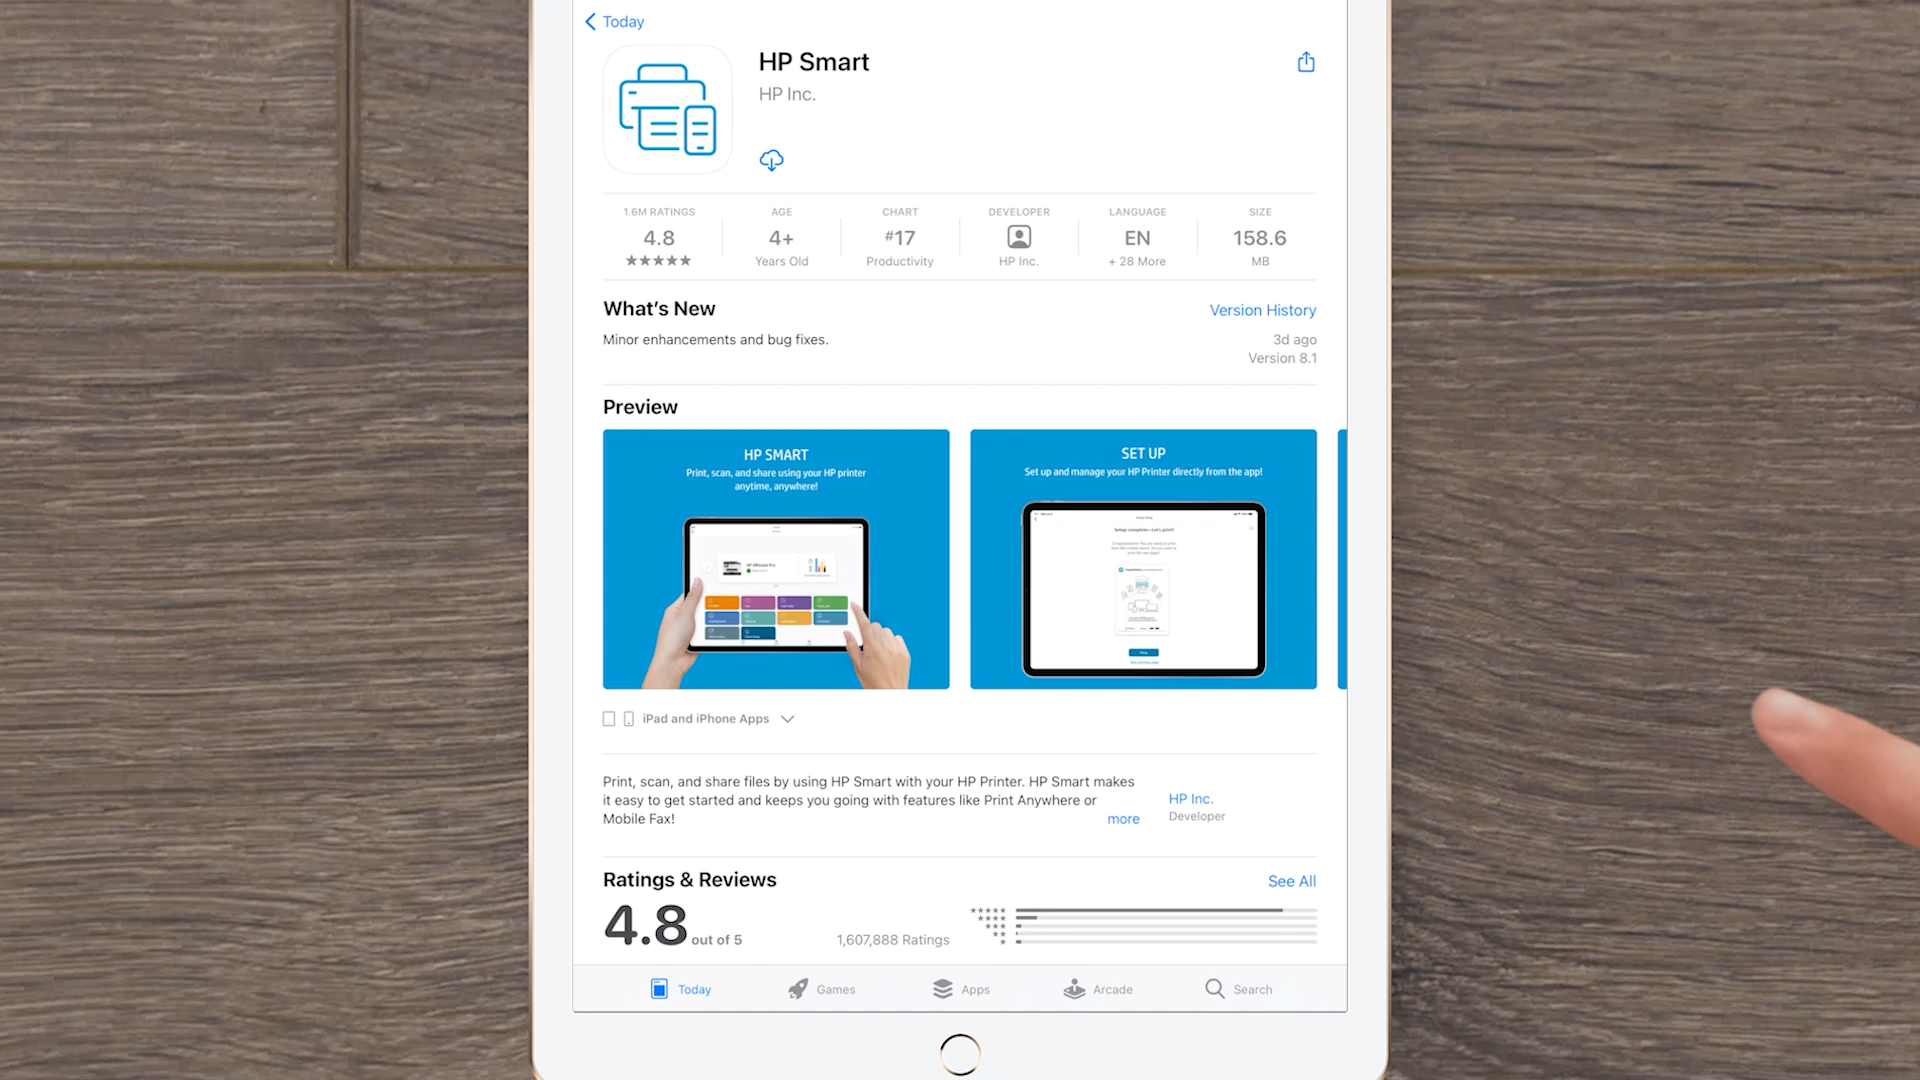 Today
HP Smart
HP Inc.
1.6M RATINGS
4.8
★★★★★
AGE
4+
Years Old
CHART
#17
Productivity
DEVELOPER
HP Inc.
LANGUAGE
EN
+ 28 More
SIZE
158.6
MB
What's New
Version History
Minor enhancements and bug fixes.
3d ago
Version 8.1
Preview
HP SMART
Print, scan, and share using your HP printer
anytime, anywhere!
SET UP
Set up and manage your HP Printer directly from the app!
Setup complete—Let's print!
iPad and iPhone Apps
Print, scan, and share files by using HP Smart with your HP Printer. HP Smart makes
it easy to get started and keeps you going with features like Print Anywhere or
Mobile Fax!
more
HP Inc.
Developer
Ratings & Reviews
See All
4.8 out of 5
1,607,888 Ratings
Today
Games
Apps
Arcade
Search